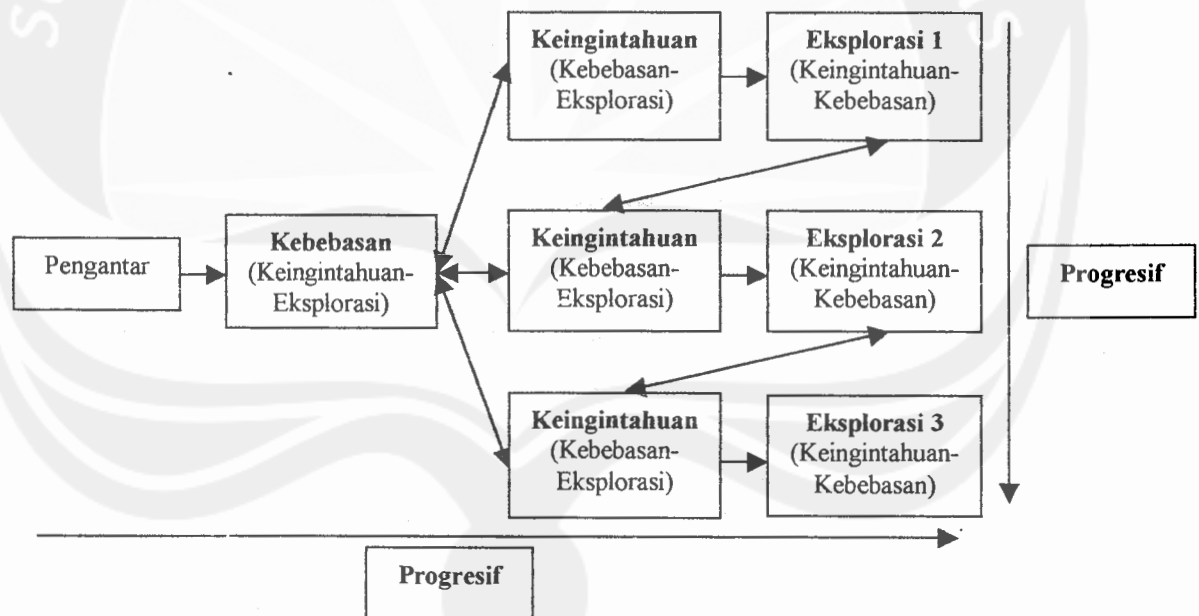 Keingintahuan
(Kebebasan-
Eksplorasi)
Eksplorasi 1
(Keingintahuan-
Kebebasan)
Pengantar
Kebebasan
(Keingintahuan-
Eksplorasi)
Keingintahuan
(Kebebasan-
Eksplorasi)
Eksplorasi 2
(Keingintahuan-
Kebebasan)
Progresif
Keingintahuan
(Kebebasan-
Eksplorasi)
Eksplorasi 3
(Keingintahuan-
Kebebasan)
Progresif